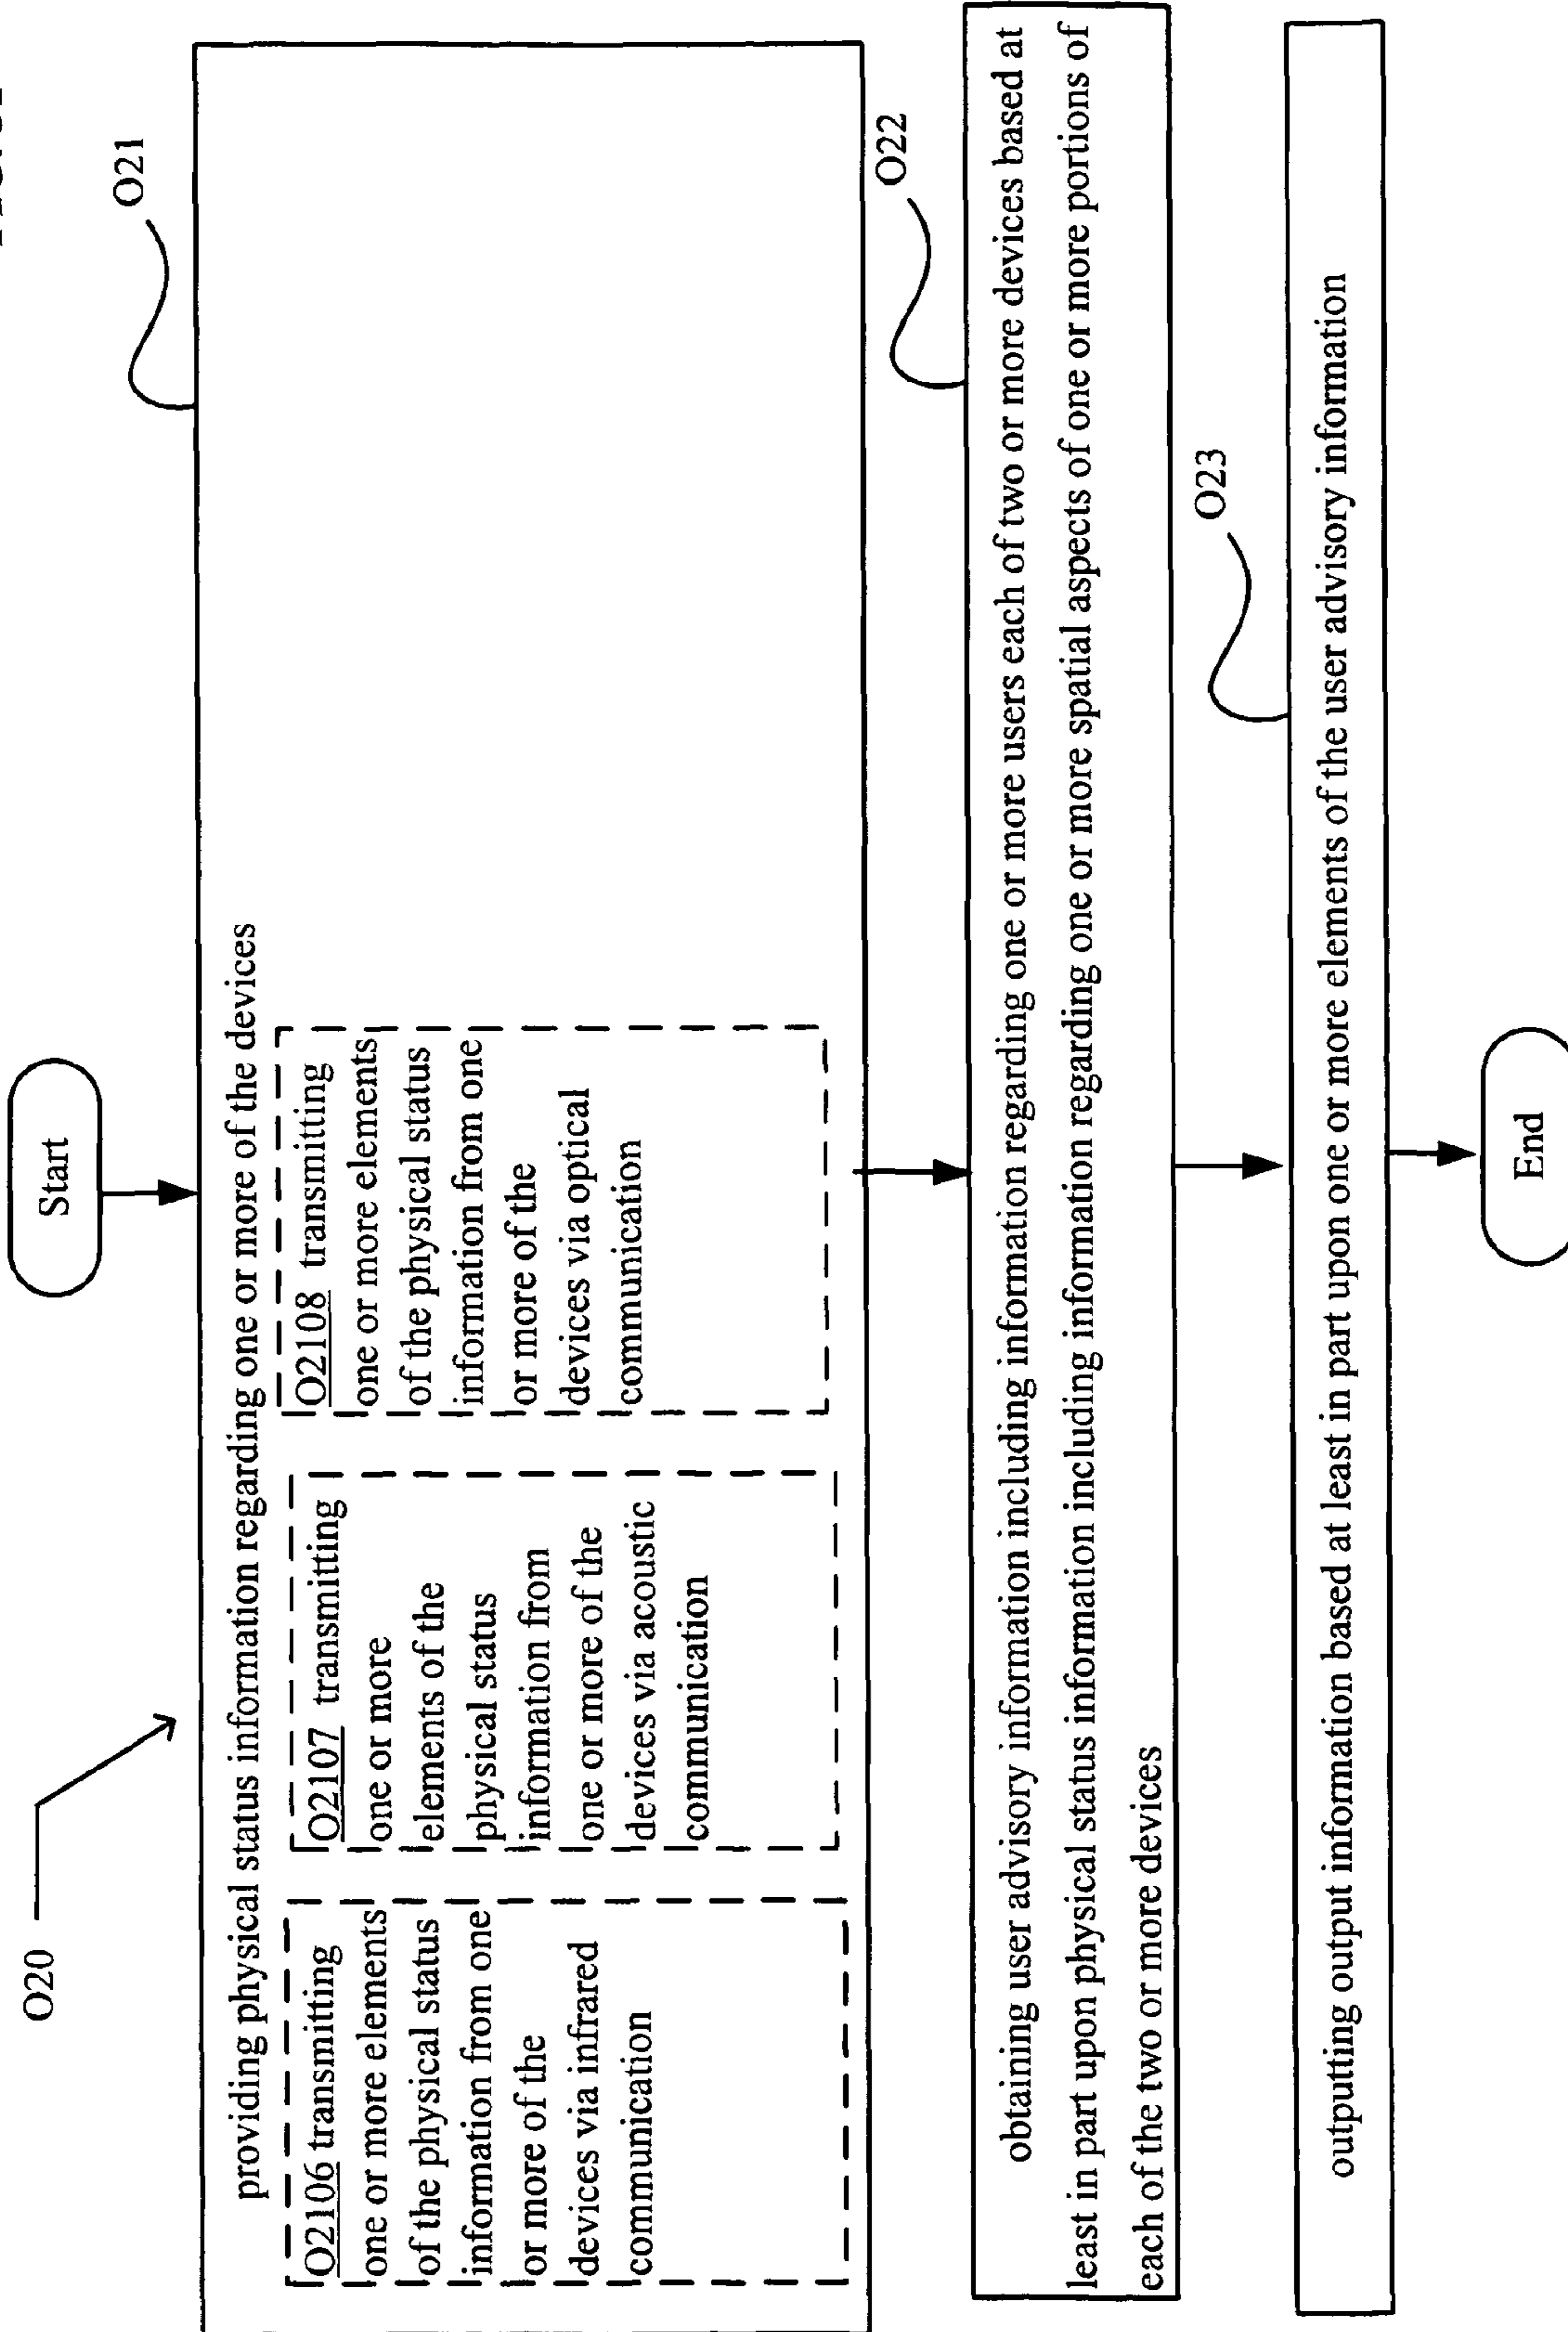 O20
Start
O21
providing physical status information regarding one or more of the devices
O2106 transmitting
one or more elements
of the physical status
information from one
or more of the
devices via infrared
communication
O2107 transmitting
one or more
elements of the
physical status
information from
one or more of the
devices via acoustic
communication
O2108 transmitting
one or more elements
of the physical status
information from one
or more of the
devices via optical
communication
O22
obtaining user advisory information including information regarding one or more users each of two or more devices based at
least in part upon physical status information including information regarding one or more spatial aspects of one or more portions of
each of the two or more devices
O23
outputing output information based at least in part upon one or more elements of the user advisory information
End